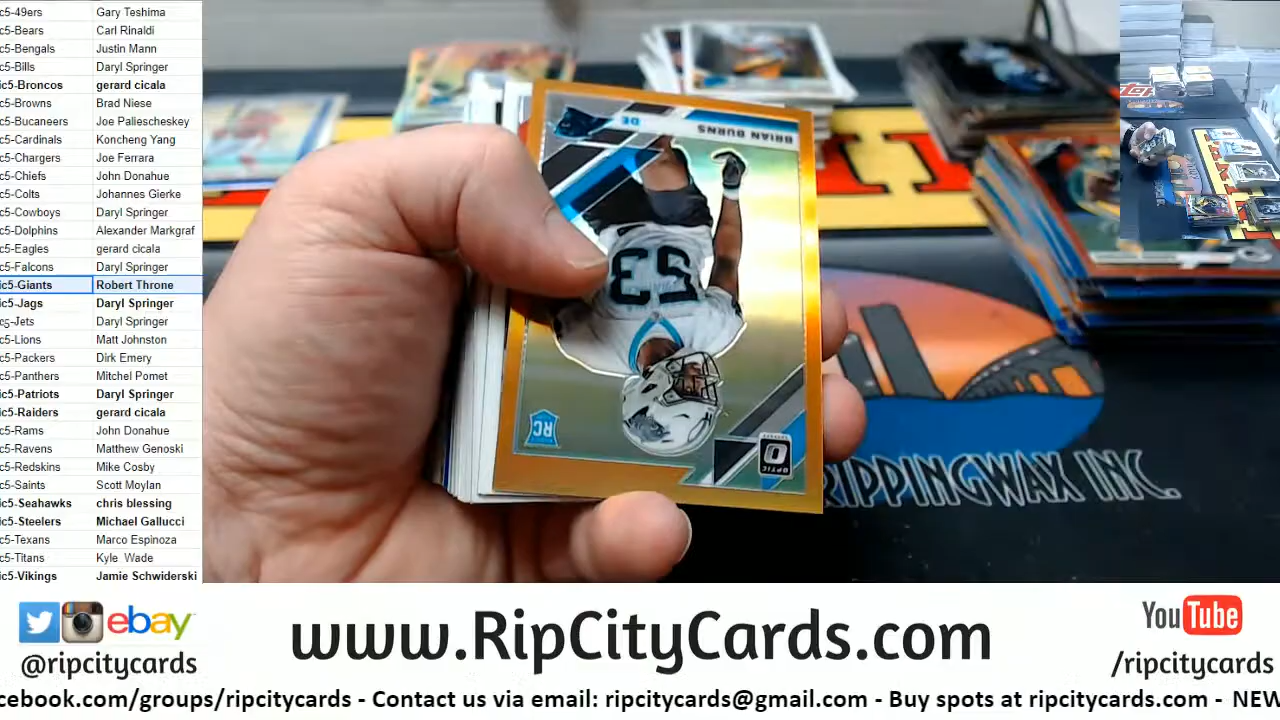 c5-49ers Gary Teshima
c5-Bears Carl Rinaldi
c5-Bengals Justin Mann
c5-Bills Daryl Springer
ic5-Broncos gerard cicala
c5-Browns Brad Niese
c5-Bucaneers Joe Paliescheskey
c5-Cardinals Koncheng Yang
c5-Chargers Joe Ferrara
c5-Chiefs John Donahue
c5-Colts Johannes Gierke
c5-Cowboys Daryl Springer
c5-Dolphins Alexander Markgraf
c5-Eagles gerard cicala
c5-Falcons Daryl Springer
ic5-Giants Robert Throne
ic5-Jags Daryl Springer
c5-Jets Daryl Springer
c5-Lions Matt Johnston
c5-Packers Dirk Emery
c5-Panthers Mitchel Pomet
ic5-Patriots Daryl Springer
ic5-Raiders gerard cicala
c5-Rams John Donahue
c5-Ravens Matthew Genoski
c5-Redskins Mike Cosby
c5-Saints Scott Moylan
ic5-Seahawks chris blessing
ic5-Steelers Michael Gallucci
c5-Texans Marco Espinoza
c5-Titans Kyle Wade
ic5-Vikings Jamie Schwiderski
BRIAN BURNS
DE
53
RC
OPTIC
RIPPINGWAX INC.
ebay
@ripcitycards
www.RipCityCards.com
YouTube
/ripcitycards
cebook.com/groups/ripcitycards - Contact us via email: ripcitycards@gmail.com - Buy spots at ripcitycards.com - NEW